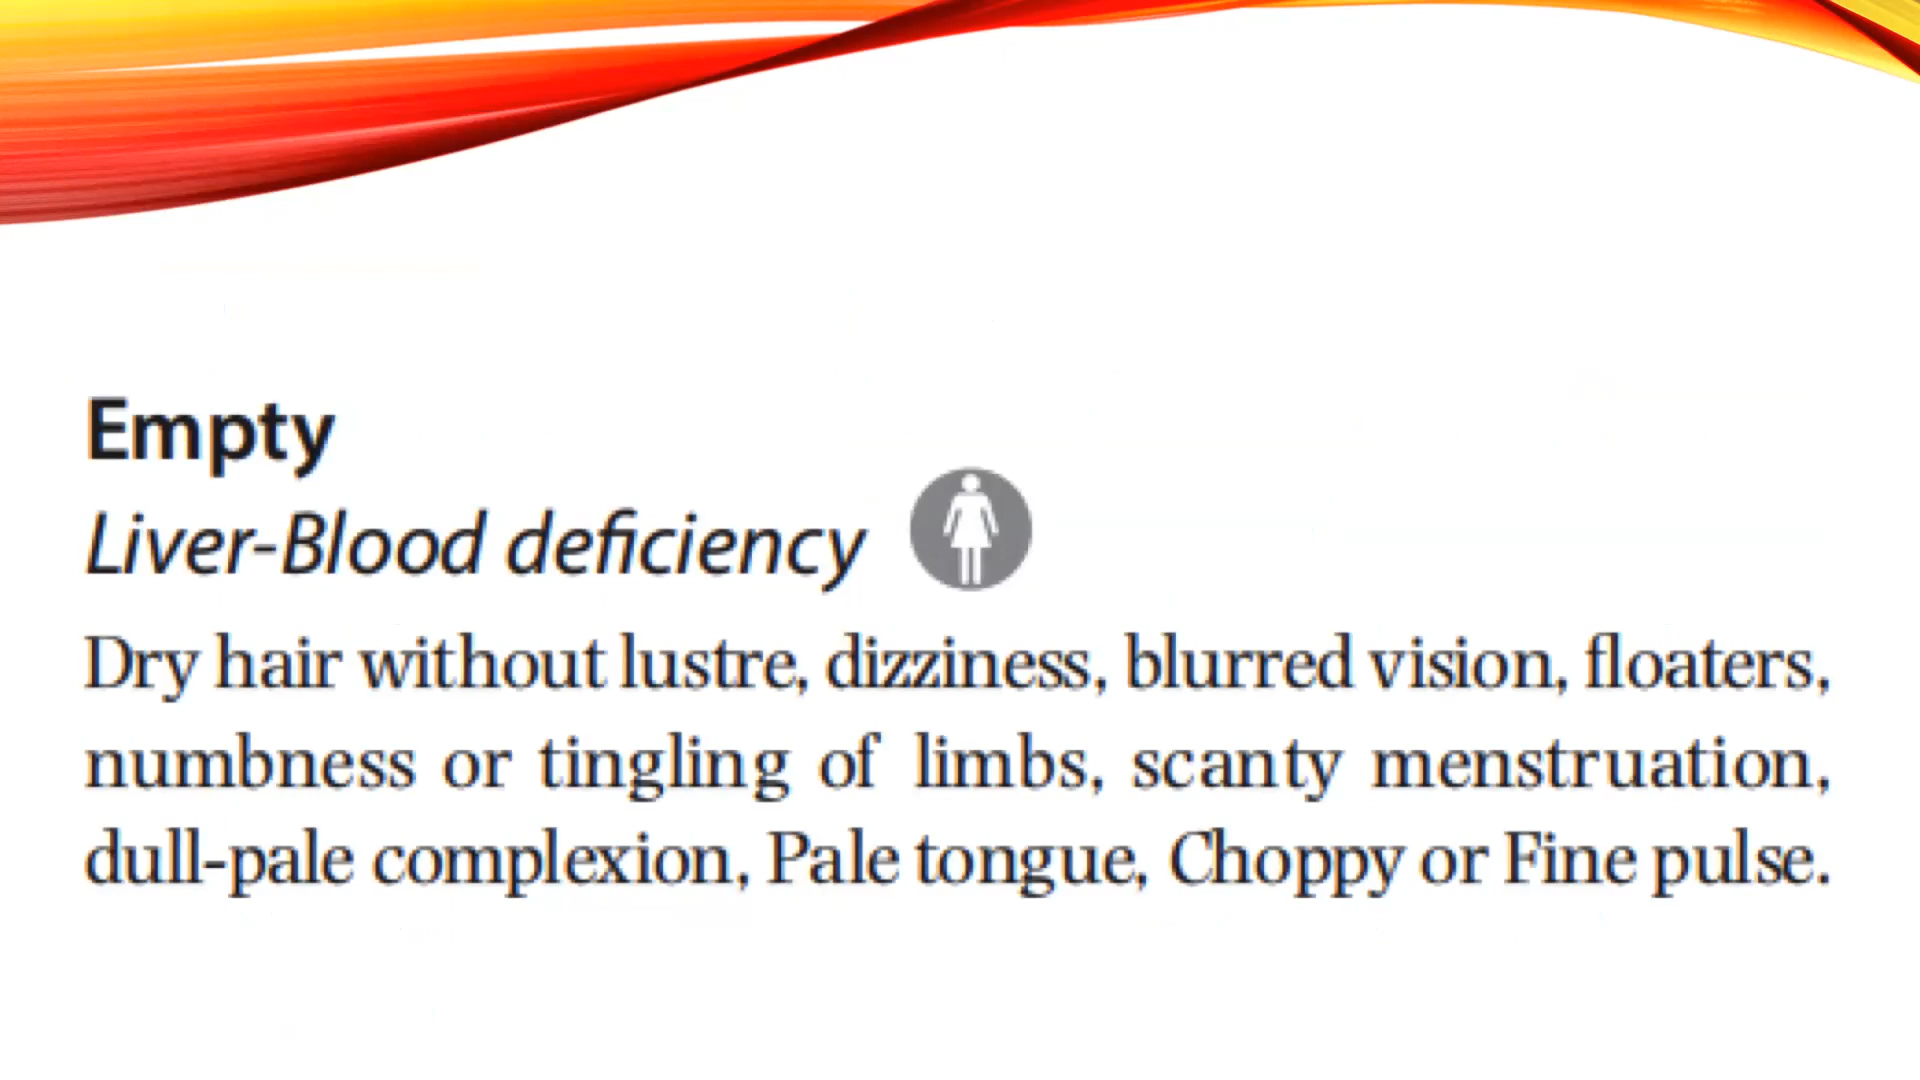 Empty
Liver-Blood deficiency
Dry hair without lustre, dizziness, blurred vision, floaters,
numbness or tingling of limbs, scanty menstruation,
dull-pale complexion, Pale tongue, Choppy or Fine pulse.